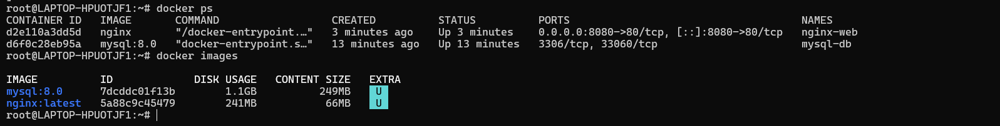 root@LAPTOP-HPUOTJF1:~# docker ps
CONTAINER ID   IMAGE       COMMAND                  CREATED          STATUS          PORTS                                     NAMES
d2e110a3dd5d   nginx       "/docker-entrypoint.…"   3 minutes ago    Up 3 minutes    0.0.0.0:8080->80/tcp, [::]:8080->80/tcp   nginx-web
d6f0c28eb95a   mysql:8.0   "docker-entrypoint.s…"   13 minutes ago   Up 13 minutes   3306/tcp, 33060/tcp                       mysql-db
root@LAPTOP-HPUOTJF1:~# docker images
IMAGE          ID             DISK USAGE   CONTENT SIZE   EXTRA
mysql:8.0      7dcddc01f13b        1.1GB          249MB    U
nginx:latest   5a88c9c45479        241MB           66MB    U
root@LAPTOP-HPUOTJF1:~#